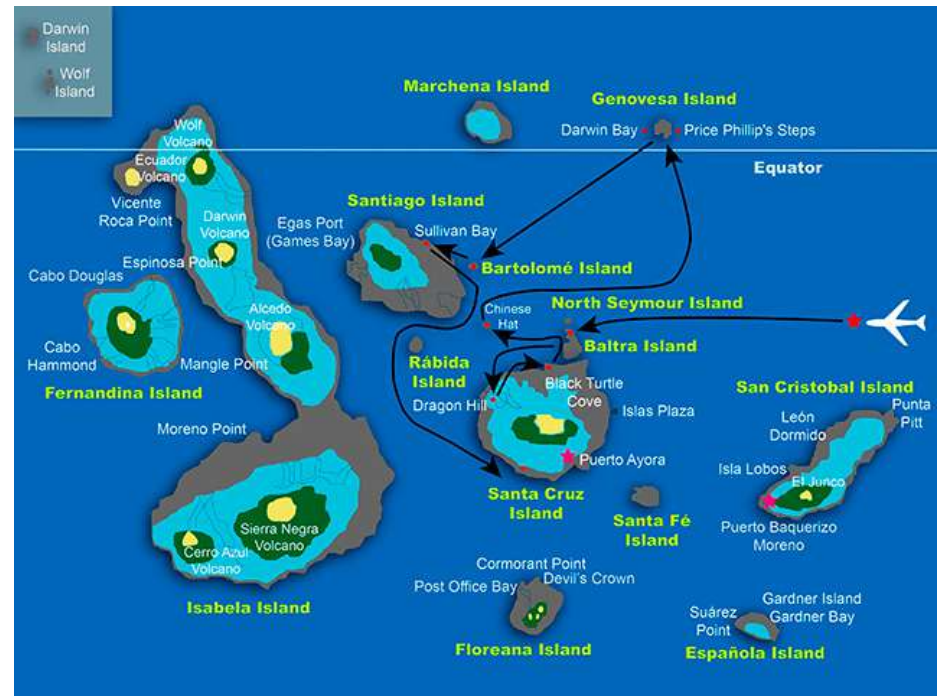 Darwin
Island
Wolf
Island
Marchena Island
Genovesa Island
Darwin Bay
Price Phillip's Steps
Equator
Wolf
Volcano
Ecuador
Volcano
Vicente
Roca Point
Darwin
Volcano
Santiago Island
Egas Port
(Games Bay)
Sullivan Bay
Bartolomé Island
Espinosa Point
Cabo Douglas
Alcedo
Volcano
Cabo
Hammond
Mangle Point
Fernandina Island
Chinese
Hat
North Seymour Island
Baltra Island
Rábida
Island
Dragon Hill
Black Turtle
Cove
Islas Plaza
Puerto Ayora
Santa Cruz
Island
San Cristobal Island
Punta
Pitt
León
Dormido
Isla Lobos
El Junco
Puerto Baquerizo
Moreno
Santa Fé
Island
Moreno Point
Sierra Negra
Volcano
Cerro Azul
Volcano
Isabela Island
Cormorant Point
Devil's Crown
Post Office Bay
Floreana Island
Gardner Island
Gardner Bay
Suárez
Point
Española Island